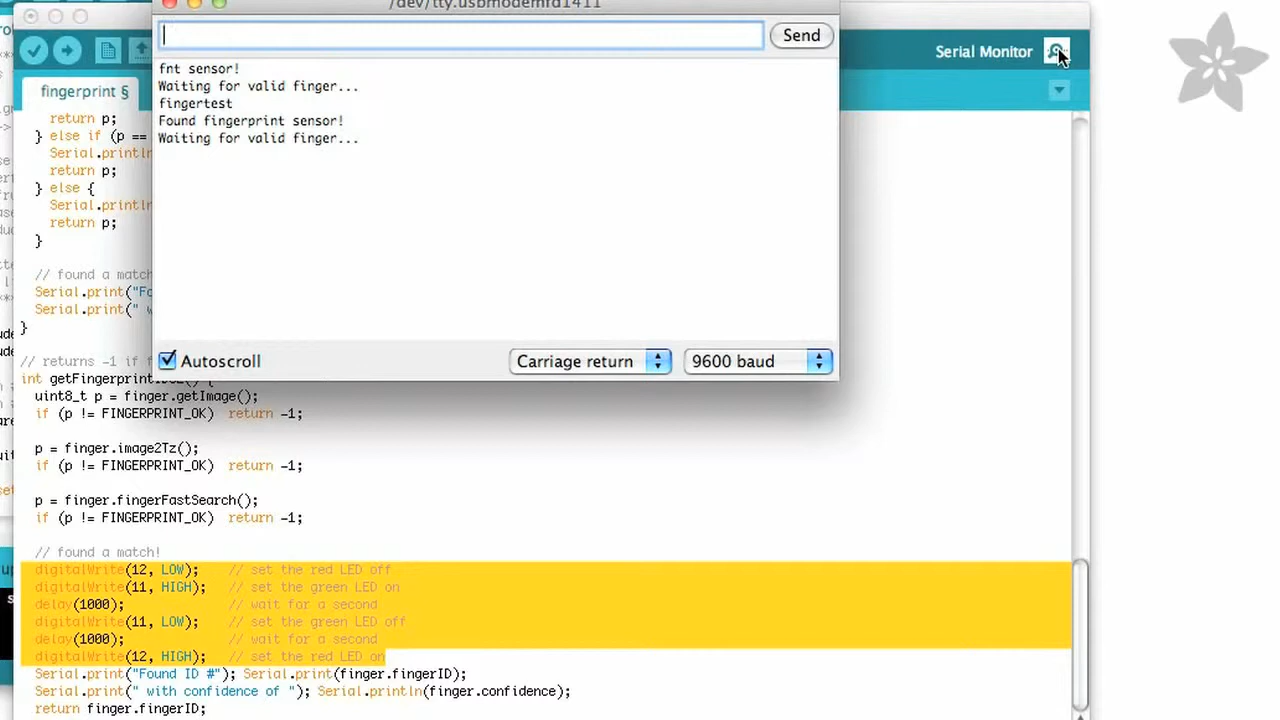 /dev/tty.usbmodemfd1411
Send
Serial Monitor
fnt sensor!
Waiting for valid finger...
fingertest
Found fingerprint sensor!
Waiting for valid finger...
Autoscroll
Carriage return
9600 baud
fingerprint §
return p;
} else if (p ==
Serial.println
return p;
} else {
Serial.println
return p;
}
// found a match
Serial.print("Fo
Serial.print(" w
}
// returns -1 if f
int
uint8_t p = finger.getImage();
if (p != FINGERPRINT_OK)  return -1;
p = finger.image2Tz();
if (p != FINGERPRINT_OK)  return -1;
p = finger.fingerFastSearch();
if (p != FINGERPRINT_OK)  return -1;
// found a match!
digitalWrite(12, LOW);    // set the red LED off
digitalWrite(11, HIGH);   // set the green LED on
delay(1000);              // wait for a second
digitalWrite(11, LOW);    // set the green LED off
delay(1000);              // wait for a second
digitalWrite(12, HIGH);   // set the red LED on
Serial.print("Found ID #"); Serial.print(finger.fingerID);
Serial.print(" with confidence of "); Serial.println(finger.confidence);
return finger.fingerID;